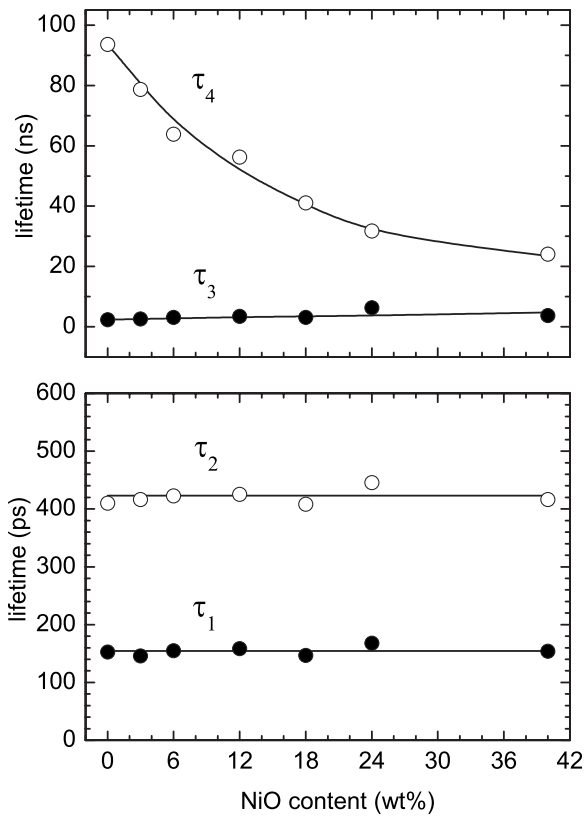 100
80
60
40
20
0
lifetime (ns)
τ4
τ3
600
500
400
300
200
100
0
lifetime (ps)
τ2
τ1
0 6 12 18 24 30 36 42
NiO content (wt%)